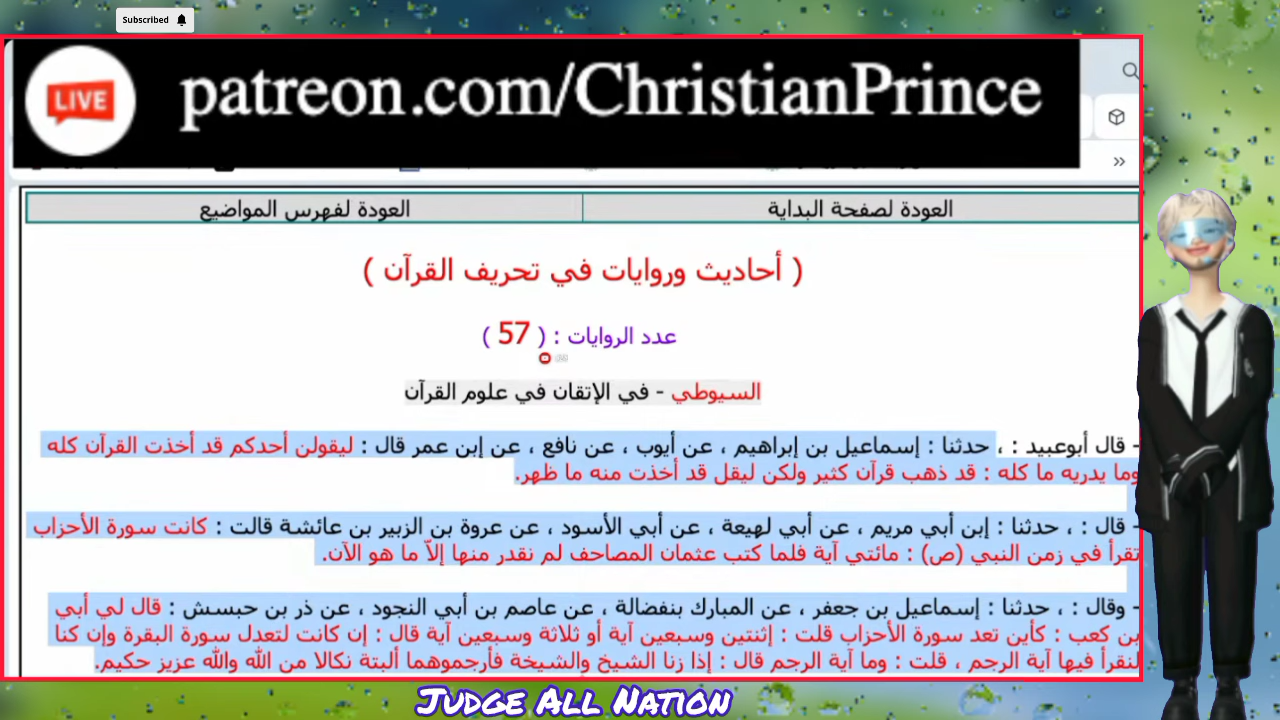 Subscribed
LIVE
patreon.com/ChristianPrince
العودة لصفحة البداية
العودة لفهرس المواضيع
( أحاديث وروايات في تحريف القرآن )
عدد الروايات : ( 57 )
السيوطي - في الإتقان في علوم القرآن
- قال أبوعبيد : ، حدثنا : إسماعيل بن إبراهيم ، عن أيوب ، عن نافع ، عن إبن عمر قال : ليقولن أحدكم قد أخذت القرآن كله
وما يدريه ما كله : قد ذهب قرآن كثير ولكن ليقل قد أخذت منه ما ظهر.
- قال : ، حدثنا : إبن أبي مريم ، عن أبي لهيعة ، عن أبي الأسود ، عن عروة بن الزبير بن عائشة قالت : كانت سورة الأحزاب
تقرأ في زمن النبي (ص) : مائتي آية فلما كتب عثمان المصاحف لم نقدر منها إلاّ ما هو الآن.
- وقال : ، حدثنا : إسماعيل بن جعفر ، عن المبارك بنفضالة ، عن عاصم بن أبي النجود ، عن ذر بن حبسش : قال لي أبي
بن كعب : كأين تعد سورة الأحزاب قلت : إثنتين وسبعين آية أو ثلاثة وسبعين آية قال : إن كانت لتعدل سورة البقرة وإن كنا
لنقرأ فيها آية الرجم ، قلت : وما آية الرجم قال : إذا زنا الشيخ والشيخة فأرجموهما ألبتة نكالا من الله والله عزيز حكيم.
Judge All Nation